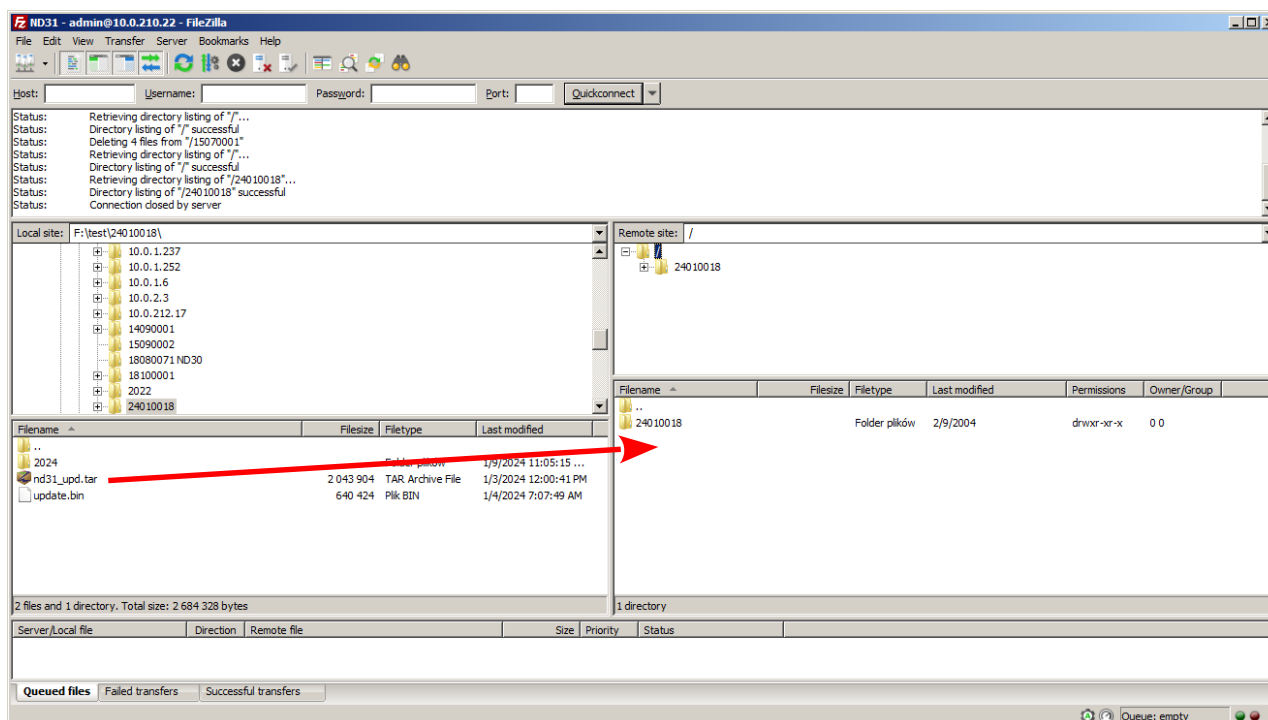 ND31 - admin@10.0.210.22 - FileZilla
File Edit View Transfer Server Bookmarks Help
Host: Username: Password: Port: Quickconnect
Status: Retrieving directory listing of "/"...
Status: Directory listing of "/" successful
Status: Deleting 4 files from "/15070001"
Status: Retrieving directory listing of "/"...
Status: Directory listing of "/" successful
Status: Retrieving directory listing of "/24010018"...
Status: Directory listing of "/24010018" successful
Status: Connection closed by server
Local site: F:\test\24010018\
10.0.1.237
10.0.1.252
10.0.1.6
10.0.2.3
10.0.212.17
14090001
15090002
18080071 ND30
18100001
2022
24010018
Remote site: /
/
24010018
Filename Filesize Filetype Last modified
..
2024 Folder plików 1/9/2024 11:05:15 ...
nd31_upd.tar 2 043 904 TAR Archive File 1/3/2024 12:00:41 PM
update.bin 640 424 Plik BIN 1/4/2024 7:07:49 AM
2 files and 1 directory. Total size: 2 684 328 bytes
Filename Filesize Filetype Last modified Permissions Owner/Group
..
24010018 Folder plików 2/9/2004 drwxr-xr-x 0 0
1 directory
Server/Local file Direction Remote file Size Priority Status
Queued files Failed transfers Successful transfers
Queue: empty